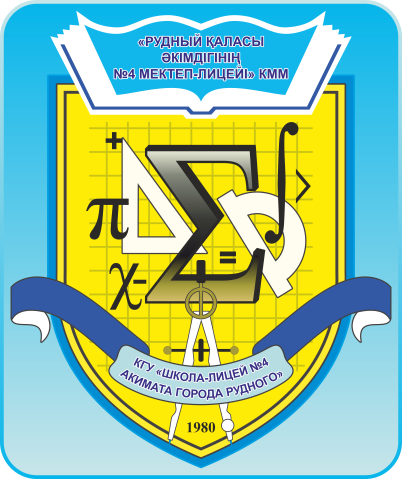 «РУДНЫЙ ҚАЛАСЫ
ӘКІМДІГІНІҢ
№4 МЕКТЕП-ЛИЦЕЙІ» КММ
+
π
Σ
∫
>
=
χ-
+
-+
КГУ «ШКОЛА-ЛИЦЕЙ №4
АКИМАТА ГОРОДА РУДНОГО»
1980